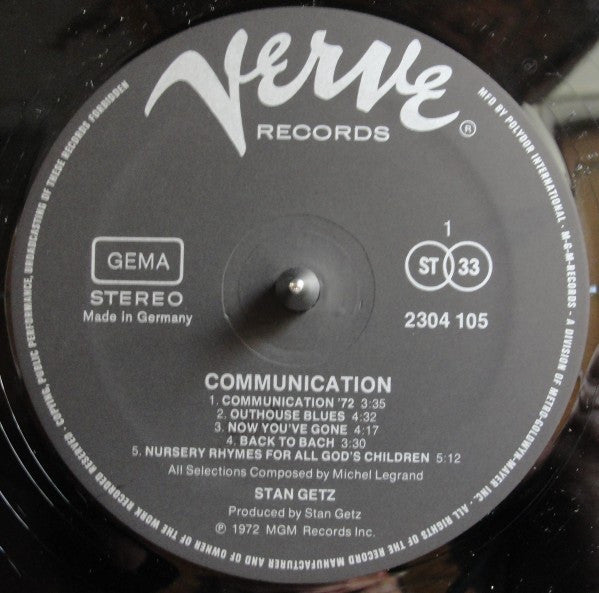 Verve
RECORDS ®
1
GEMA
ST 33
STEREO
Made in Germany
2304 105
COMMUNICATION
1. COMMUNICATION '72 3:35
2. OUTHOUSE BLUES 4:32
3. NOW YOU'VE GONE 4:17
4. BACK TO BACH 3:30
5. NURSERY RHYMES FOR ALL GOD'S CHILDREN 5:12
All Selections Composed by Michel Legrand
STAN GETZ
Produced by Stan Getz
℗ 1972 MGM Records Inc.
MFD BY POLYDOR INTERNATIONAL - M-G-M-RECORDS - A DIVISION OF METRO-GOLDWYN-MAYER INC. - ALL RIGHTS OF THE RECORD MANUFACTURER AND OF OWNER OF THE WORK RECORDED RESERVED - COPYING, PUBLIC PERFORMANCE, BROADCASTING OF THESE RECORDS FORBIDDEN